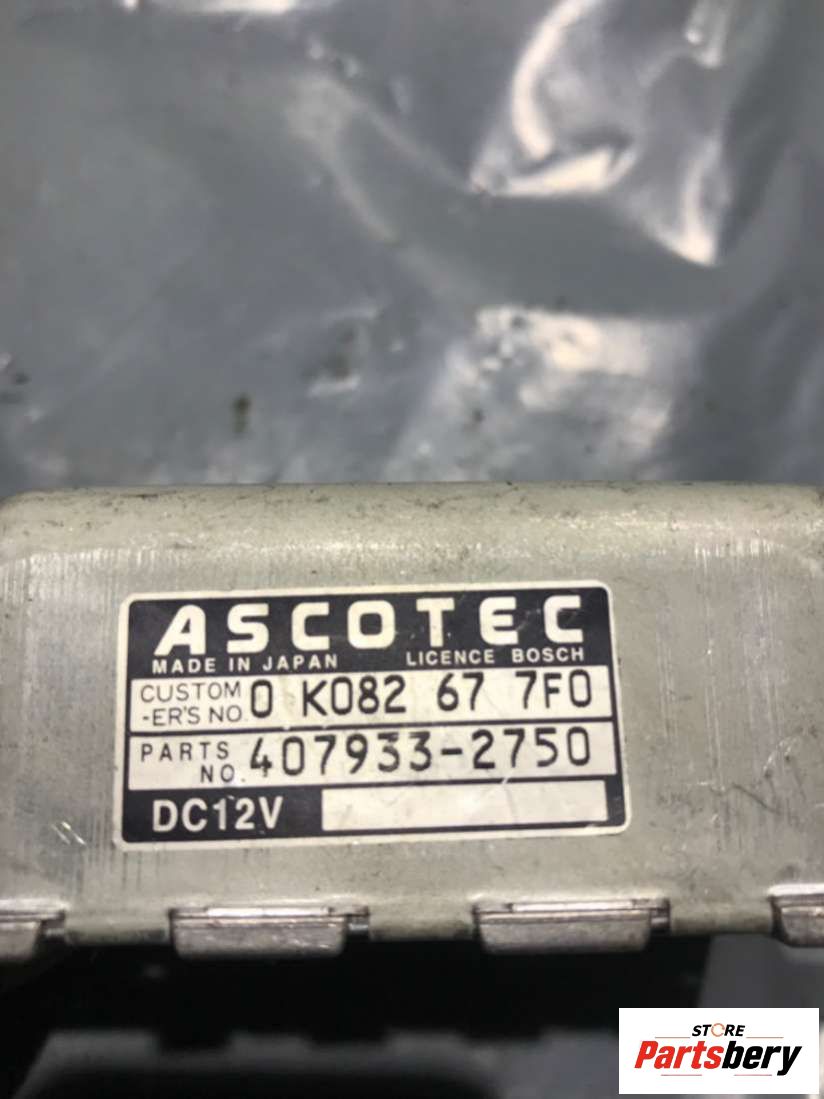 ASCOTEC
MADE IN JAPAN LICENCE BOSCH
CUSTOM
-ER'S NO. 0 K082 67 7F0
PARTS
NO. 407933-2750
DC12V
STORE
Partsbery